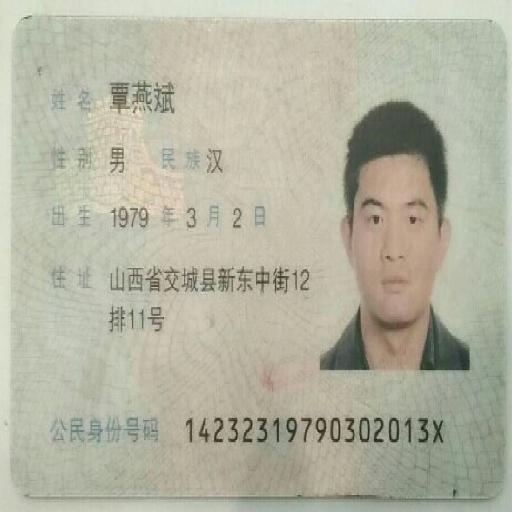 姓名 覃燕斌
性别 男 民族 汉
出生 1979 年 3 月 2 日
住址 山西省交城县新东中街12
排11号
公民身份号码 14232319790302013X